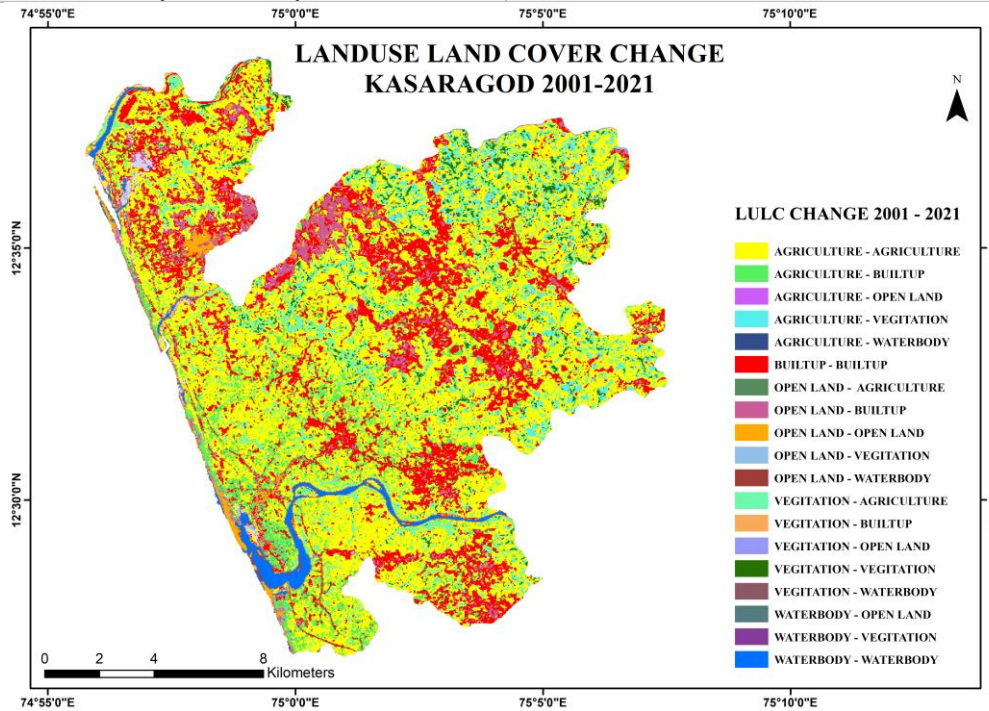 74°55'0"E 75°0'0"E 75°5'0"E 75°10'0"E
LANDUSE LAND COVER CHANGE
KASARAGOD 2001-2021
N
12°35'0"N
12°30'0"N
LULC CHANGE 2001 - 2021
AGRICULTURE - AGRICULTURE
AGRICULTURE - BUILTUP
AGRICULTURE - OPEN LAND
AGRICULTURE - VEGITATION
AGRICULTURE - WATERBODY
BUILTUP - BUILTUP
OPEN LAND - AGRICULTURE
OPEN LAND - BUILTUP
OPEN LAND - OPEN LAND
OPEN LAND - VEGITATION
OPEN LAND - WATERBODY
VEGITATION - AGRICULTURE
VEGITATION - BUILTUP
VEGITATION - OPEN LAND
VEGITATION - VEGITATION
VEGITATION - WATERBODY
WATERBODY - OPEN LAND
WATERBODY - VEGITATION
WATERBODY - WATERBODY
0 2 4 8
Kilometers
74°55'0"E 75°0'0"E 75°5'0"E 75°10'0"E